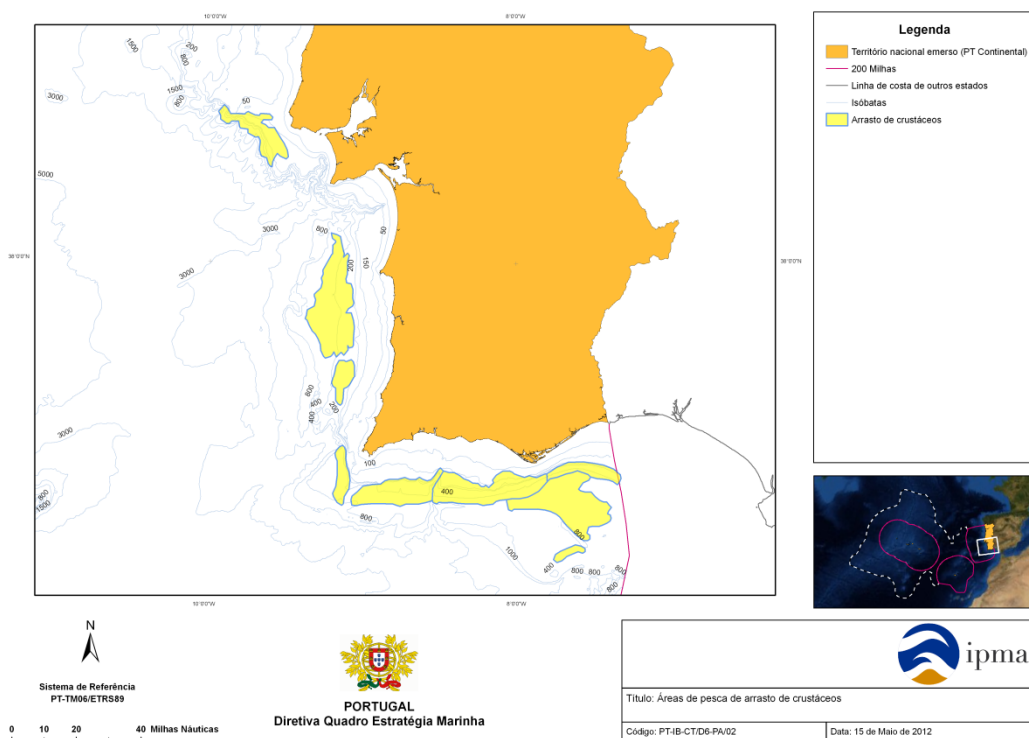 10°0'0"W
8°0'0"W
1500
200
800
1500
800
3000
50
3000
5000
3000
50
800
38°0'0"N
38°0'0"N
150
200
3000
800
400
400
200
3000
100
400
800
1500
800
800
1000
400
800
800
800
800
10°0'0"W
8°0'0"W
Legenda
Território nacional emerso (PT Continental)
200 Milhas
Linha de costa de outros estados
Isóbatas
Arrasto de crustáceos
N
Sistema de Referência
PT-TM06/ETRS89
0 10 20 40 Milhas Náuticas
PORTUGAL
Diretiva Quadro Estratégia Marinha
ipma
Título: Áreas de pesca de arrasto de crustáceos
Código: PT-IB-CT/D6-PA/02
Data: 15 de Maio de 2012